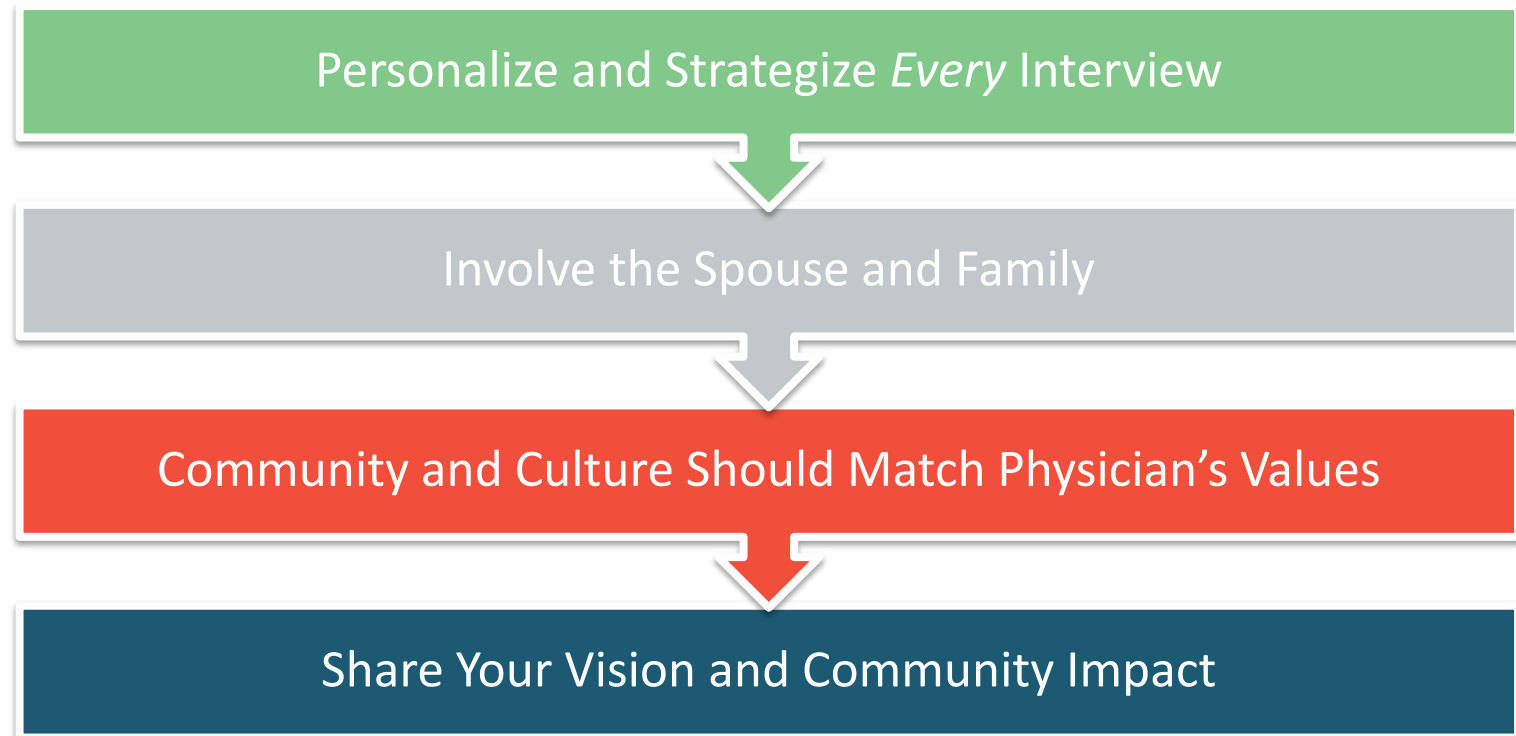 Personalize and Strategize Every Interview
Involve the Spouse and Family
Community and Culture Should Match Physician’s Values
Share Your Vision and Community Impact